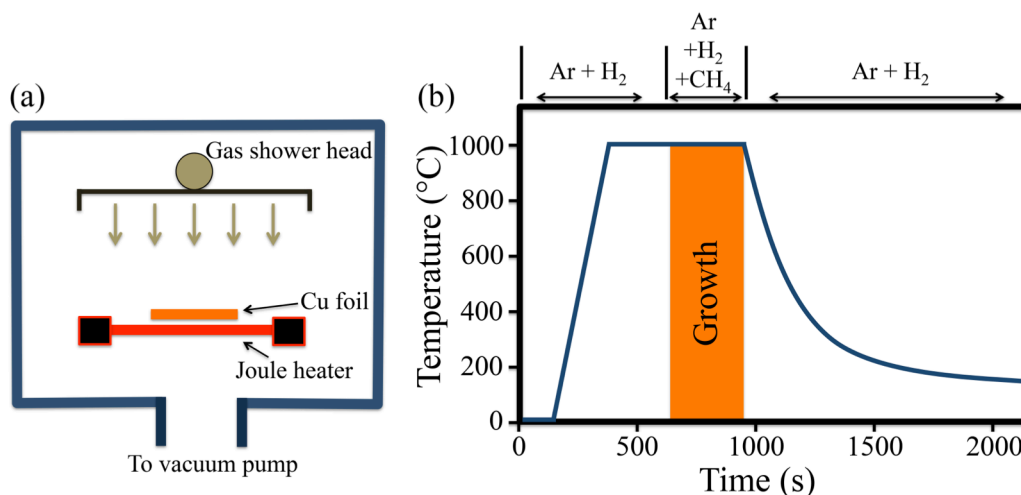 (a)
Gas shower head
Cu foil
Joule heater
To vacuum pump
(b)
Ar + H₂
Ar
+H₂
+CH₄
Ar + H₂
Temperature (°C)
1000
800
600
400
200
0
Growth
0
500
1000
1500
2000
Time (s)